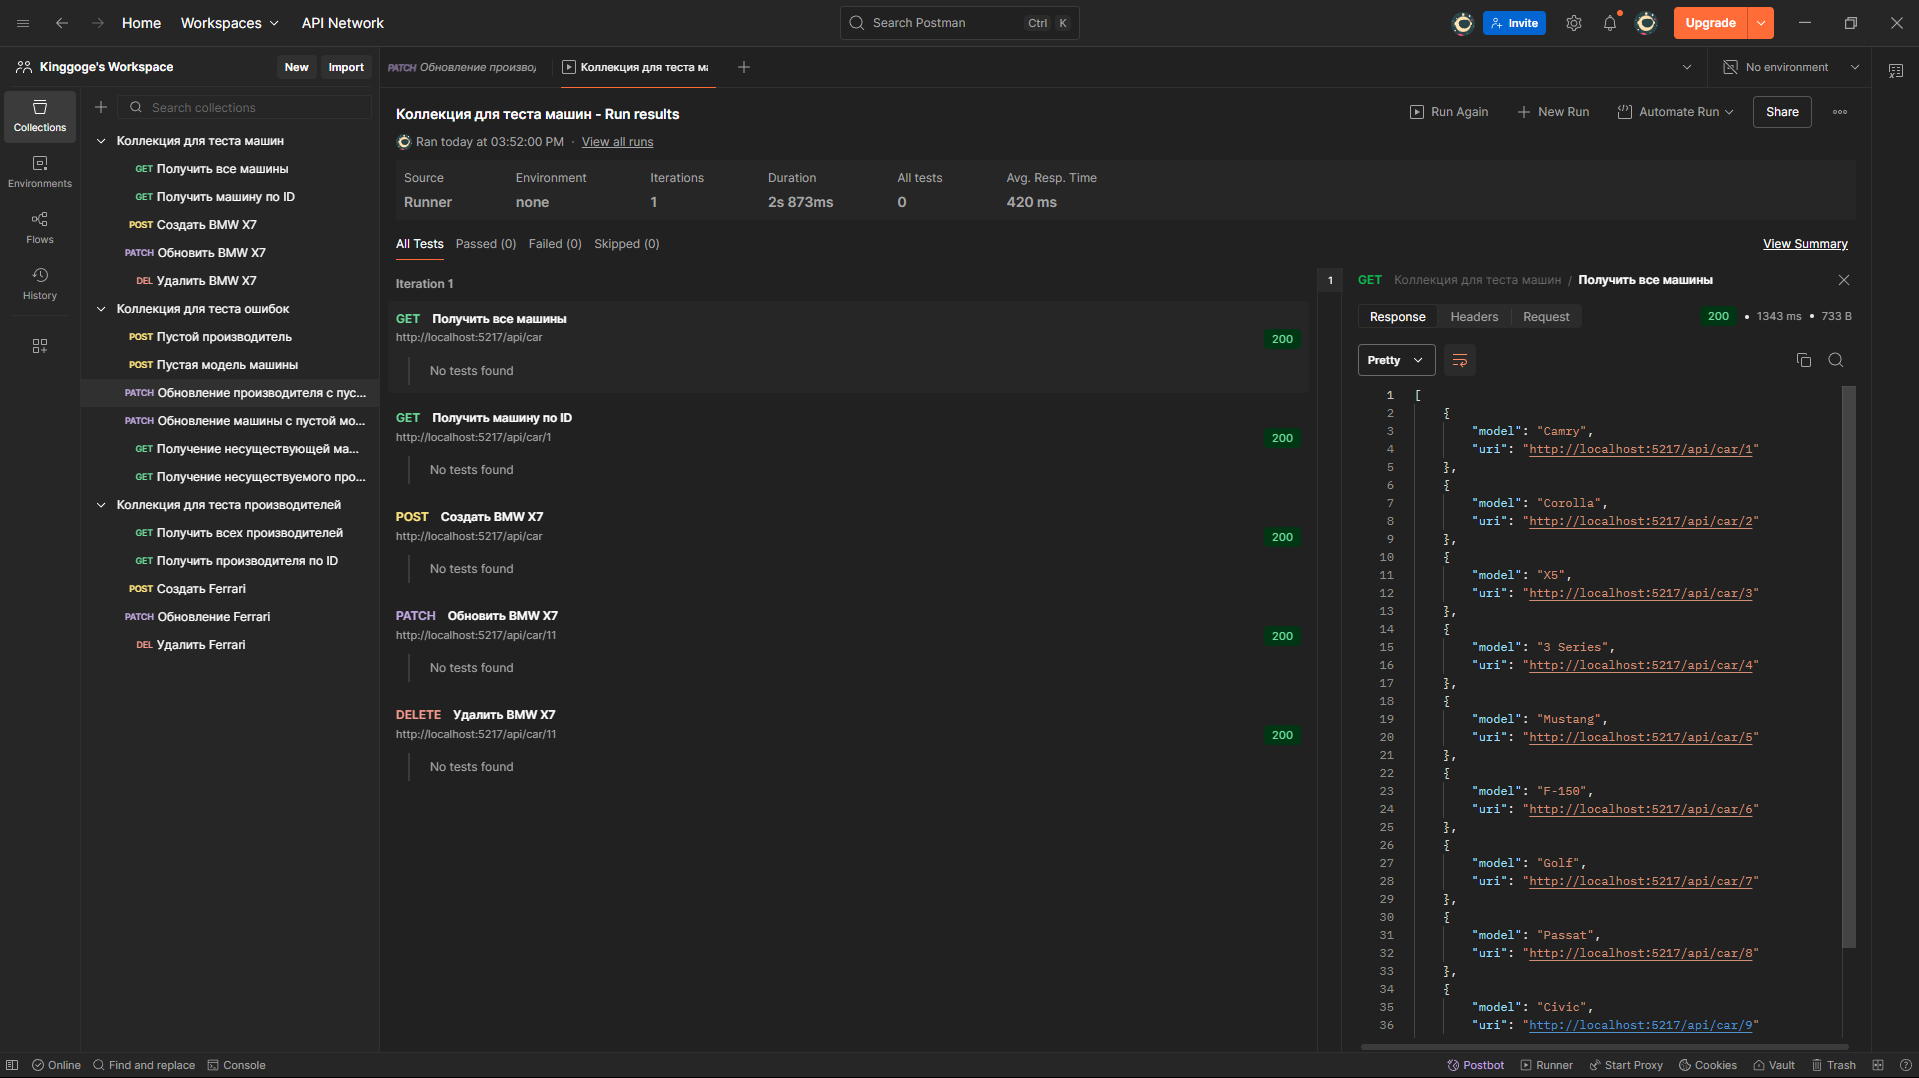 Home Workspaces API Network Search Postman Ctrl K Invite Upgrade
Kinggoge's Workspace New Import
PATCH Обновление произво
Коллекция для теста ма
No environment
Collections
Environments
Flows
History
Search collections
Коллекция для теста машин
GET Получить все машины
GET Получить машину по ID
POST Создать BMW X7
PATCH Обновить BMW X7
DEL Удалить BMW X7
Коллекция для теста ошибок
POST Пустой производитель
POST Пустая модель машины
PATCH Обновление производителя с пус...
PATCH Обновление машины с пустой мо...
GET Получение несуществующей ма...
GET Получение несуществуемого про...
Коллекция для теста производителей
GET Получить всех производителей
GET Получить производителя по ID
POST Создать Ferrari
PATCH Обновление Ferrari
DEL Удалить Ferrari
Коллекция для теста машин - Run results
Run Again New Run Automate Run Share
Ran today at 03:52:00 PM · View all runs
Source Environment Iterations Duration All tests Avg. Resp. Time
Runner none 1 2s 873ms 0 420 ms
All Tests Passed (0) Failed (0) Skipped (0) View Summary
Iteration 1
GET Получить все машины
http://localhost:5217/api/car
200
No tests found
GET Получить машину по ID
http://localhost:5217/api/car/1
200
No tests found
POST Создать BMW X7
http://localhost:5217/api/car
200
No tests found
PATCH Обновить BMW X7
http://localhost:5217/api/car/11
200
No tests found
DELETE Удалить BMW X7
http://localhost:5217/api/car/11
200
No tests found
1
GET Коллекция для теста машин / Получить все машины
Response Headers Request 200 • 1343 ms • 733 B
Pretty
1 [
2 {
3 "model": "Camry",
4 "uri": "http://localhost:5217/api/car/1"
5 },
6 {
7 "model": "Corolla",
8 "uri": "http://localhost:5217/api/car/2"
9 },
10 {
11 "model": "X5",
12 "uri": "http://localhost:5217/api/car/3"
13 },
14 {
15 "model": "3 Series",
16 "uri": "http://localhost:5217/api/car/4"
17 },
18 {
19 "model": "Mustang",
20 "uri": "http://localhost:5217/api/car/5"
21 },
22 {
23 "model": "F-150",
24 "uri": "http://localhost:5217/api/car/6"
25 },
26 {
27 "model": "Golf",
28 "uri": "http://localhost:5217/api/car/7"
29 },
30 {
31 "model": "Passat",
32 "uri": "http://localhost:5217/api/car/8"
33 },
34 {
35 "model": "Civic",
36 "uri": "http://localhost:5217/api/car/9"
Online Find and replace Console Postbot Runner Start Proxy Cookies Vault Trash